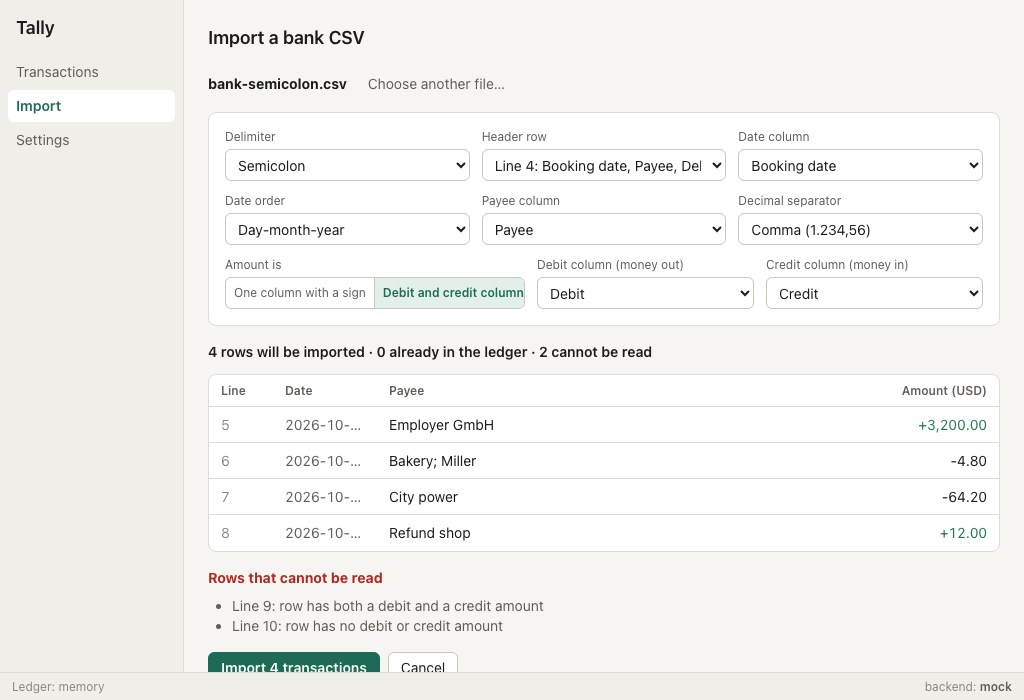 Tally
Transactions
Import
Settings
Import a bank CSV
bank-semicolon.csv Choose another file...
Delimiter Header row Date column
Semicolon Line 4: Booking date, Payee, Del Booking date
Date order Payee column Decimal separator
Day-month-year Payee Comma (1.234,56)
Amount is Debit column (money out) Credit column (money in)
One column with a sign Debit and credit column Debit Credit
4 rows will be imported · 0 already in the ledger · 2 cannot be read
Line Date Payee Amount (USD)
5 2026-10-... Employer GmbH +3,200.00
6 2026-10-... Bakery; Miller -4.80
7 2026-10-... City power -64.20
8 2026-10-... Refund shop +12.00
Rows that cannot be read
• Line 9: row has both a debit and a credit amount
• Line 10: row has no debit or credit amount
Import 4 transactions Cancel
Ledger: memory backend: mock